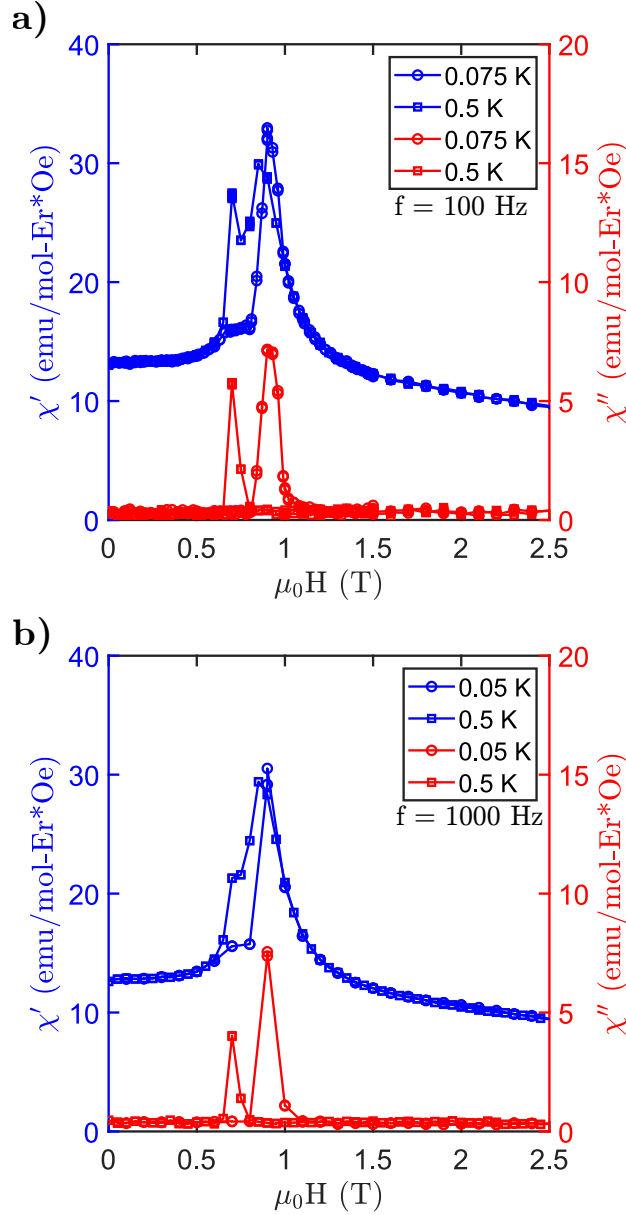 a)
40
30
20
10
0
χ′ (emu/mol-Er*Oe)
20
15
10
5
0
χ″ (emu/mol-Er*Oe)
0.075 K
0.5 K
0.075 K
0.5 K
f = 100 Hz
0 0.5 1 1.5 2 2.5
μ₀H (T)
b)
40
30
20
10
0
χ′ (emu/mol-Er*Oe)
20
15
10
5
0
χ″ (emu/mol-Er*Oe)
0.05 K
0.5 K
0.05 K
0.5 K
f = 1000 Hz
0 0.5 1 1.5 2 2.5
μ₀H (T)